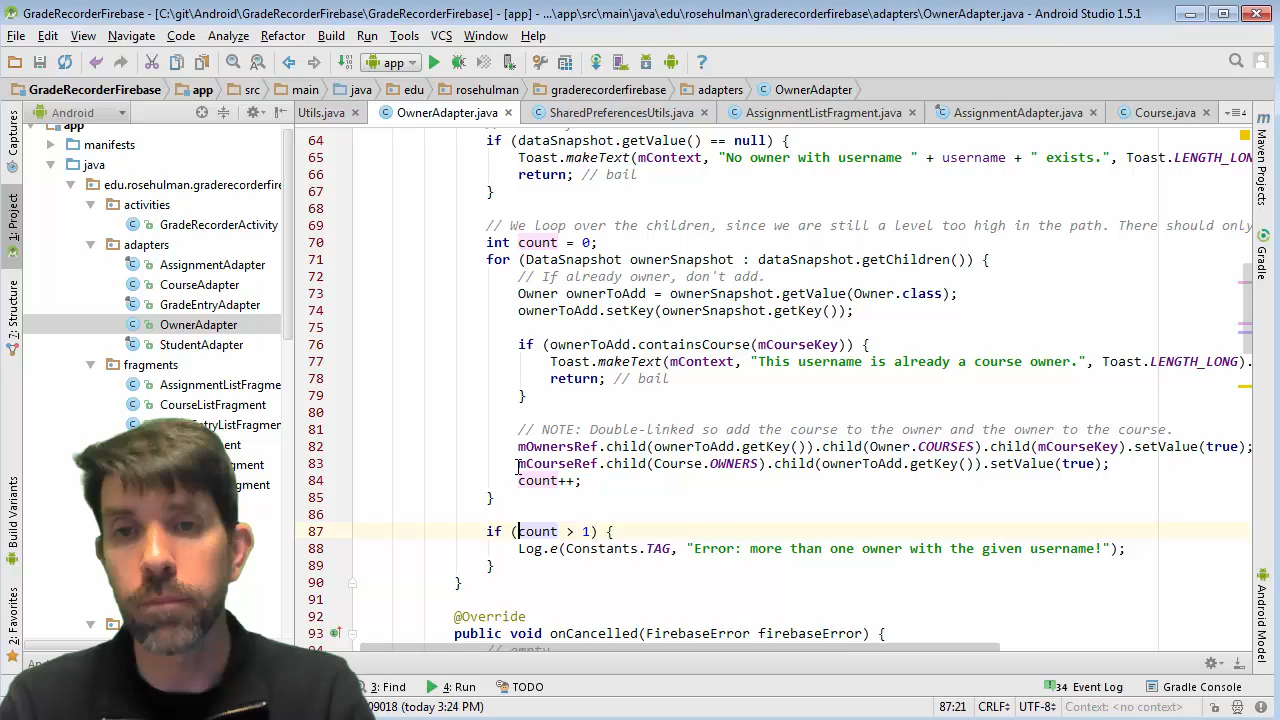 GradeRecorderFirebase - [C:\git\Android\GradeRecorderFirebase\GradeRecorderFirebase] - [app] - ...\app\src\main\java\edu\rosehulman\graderecorderfirebase\adapters\OwnerAdapter.java - Android Studio 1.5.1
File Edit View Navigate Code Analyze Refactor Build Run Tools VCS Window Help
app
GradeRecorderFirebase app src main java edu rosehulman graderecorderfirebase adapters OwnerAdapter
Android Utils.java OwnerAdapter.java SharedPreferencesUtils.java AssignmentListFragment.java AssignmentAdapter.java Course.java
Captures
1: Project
7: Structure
Build Variants
2: Favorites
app
manifests
java
edu.rosehulman.graderecorderfire
activities
GradeRecorderActivity
adapters
AssignmentAdapter
CourseAdapter
GradeEntryAdapter
OwnerAdapter
StudentAdapter
fragments
AssignmentListFragme
CourseListFragment
EntryListFragmen
64 if (dataSnapshot.getValue() == null) {
65 Toast.makeText(mContext, "No owner with username " + username + " exists.", Toast.LENGTH_LON
66 return; // bail
67 }
68
69 // We loop over the children, since we are still a level too high in the path. There should only
70 int count = 0;
71 for (DataSnapshot ownerSnapshot : dataSnapshot.getChildren()) {
72 // If already owner, don't add.
73 Owner ownerToAdd = ownerSnapshot.getValue(Owner.class);
74 ownerToAdd.setKey(ownerSnapshot.getKey());
75
76 if (ownerToAdd.containsCourse(mCourseKey)) {
77 Toast.makeText(mContext, "This username is already a course owner.", Toast.LENGTH_LONG).
78 return; // bail
79 }
80
81 // NOTE: Double-linked so add the course to the owner and the owner to the course.
82 mOwnersRef.child(ownerToAdd.getKey()).child(Owner.COURSES).child(mCourseKey).setValue(true);
83 mCourseRef.child(Course.OWNERS).child(ownerToAdd.getKey()).setValue(true);
84 count++;
85 }
86
87 if (count > 1) {
88 Log.e(Constants.TAG, "Error: more than one owner with the given username!");
89 }
90 }
91
92 @Override
93 public void onCancelled(FirebaseError firebaseError) {
// empty
Maven Projects
Gradle
Android Model
3: Find 4: Run TODO 34 Event Log Gradle Console
(today 3:24 PM) 87:21 CRLF UTF-8 Context: <no context>